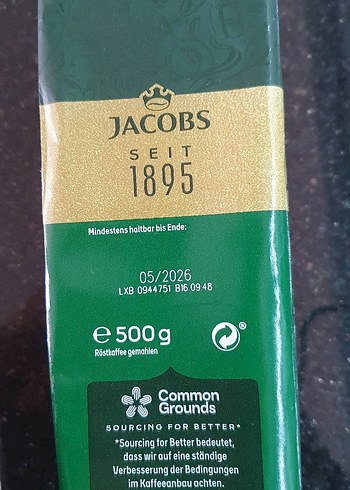 JACOBS
SEIT
1895
Mindestens haltbar bis Ende:
05/2026
LXB 0944751 B16 09:48
℮ 500g
Röstkaffee gemahlen
Common
Grounds
SOURCING FOR BETTER*
*Sourcing for Better bedeutet,
dass wir auf eine ständige
Verbesserung der Bedingungen
im Kaffeeanbau achten.